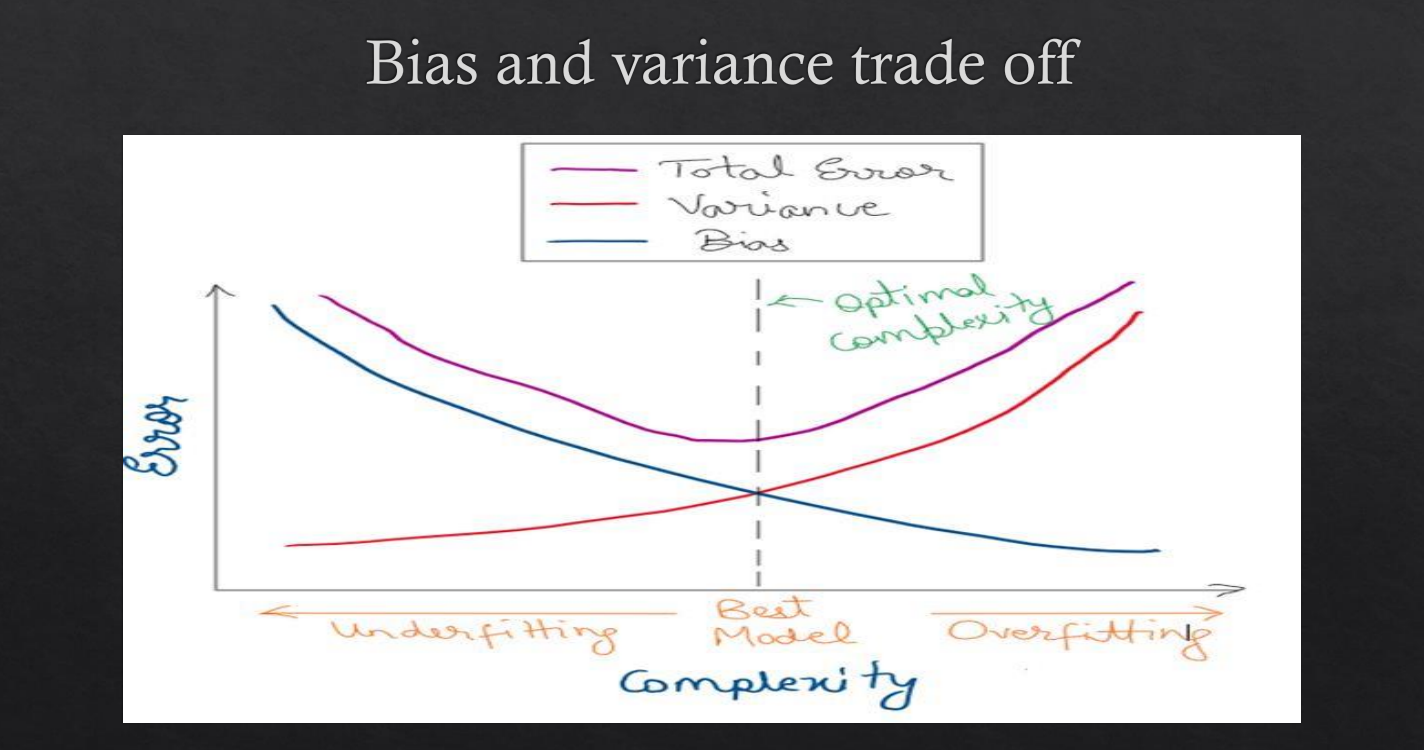 Bias and variance trade off
Total Error
Variance
Bias
Optimal
complexity
Error
Underfitting
Best
Model
Overfitting
Complexity